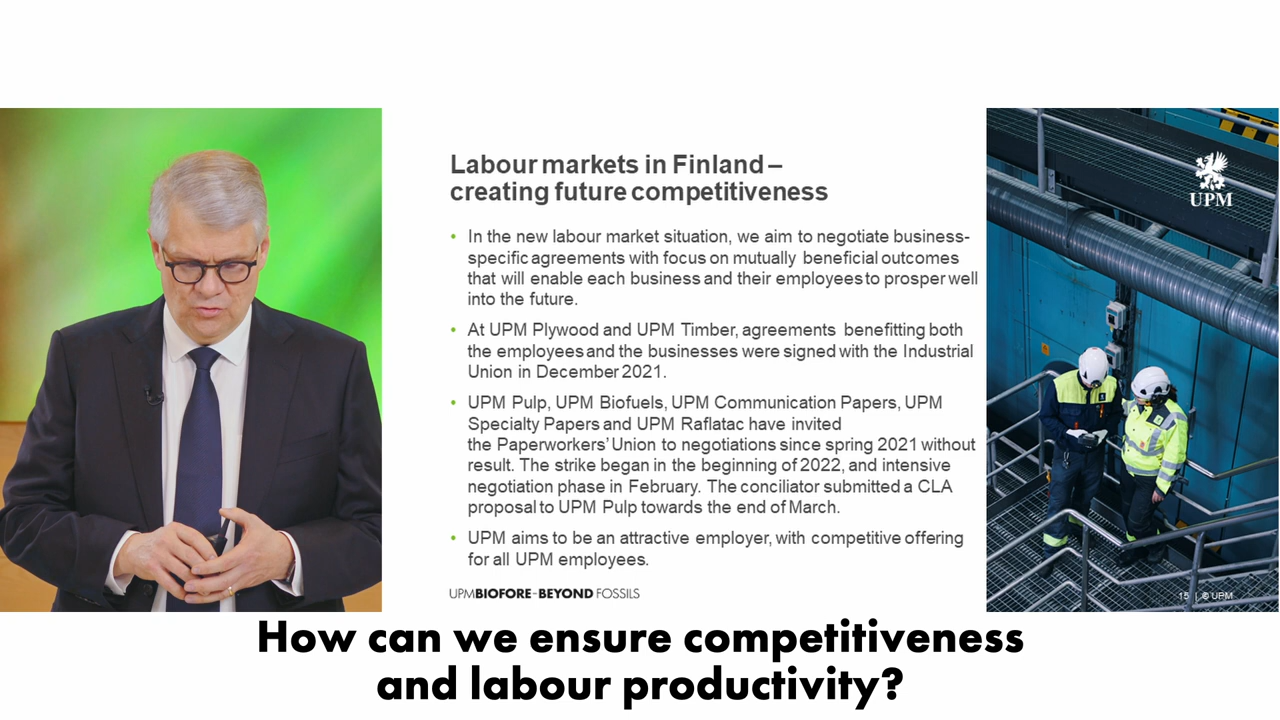 Labour markets in Finland –
creating future competitiveness
• In the new labour market situation, we aim to negotiate business-
specific agreements with focus on mutually beneficial outcomes
that will enable each business and their employees to prosper well
into the future.
• At UPM Plywood and UPM Timber, agreements benefitting both
the employees and the businesses were signed with the Industrial
Union in December 2021.
• UPM Pulp, UPM Biofuels, UPM Communication Papers, UPM
Specialty Papers and UPM Raflatac have invited
the Paperworkers’ Union to negotiations since spring 2021 without
result. The strike began in the beginning of 2022, and intensive
negotiation phase in February. The conciliator submitted a CLA
proposal to UPM Pulp towards the end of March.
• UPM aims to be an attractive employer, with competitive offering
for all UPM employees.
UPM BIOFORE–BEYOND FOSSILS
UPM
15 | © UPM
How can we ensure competitiveness
and labour productivity?